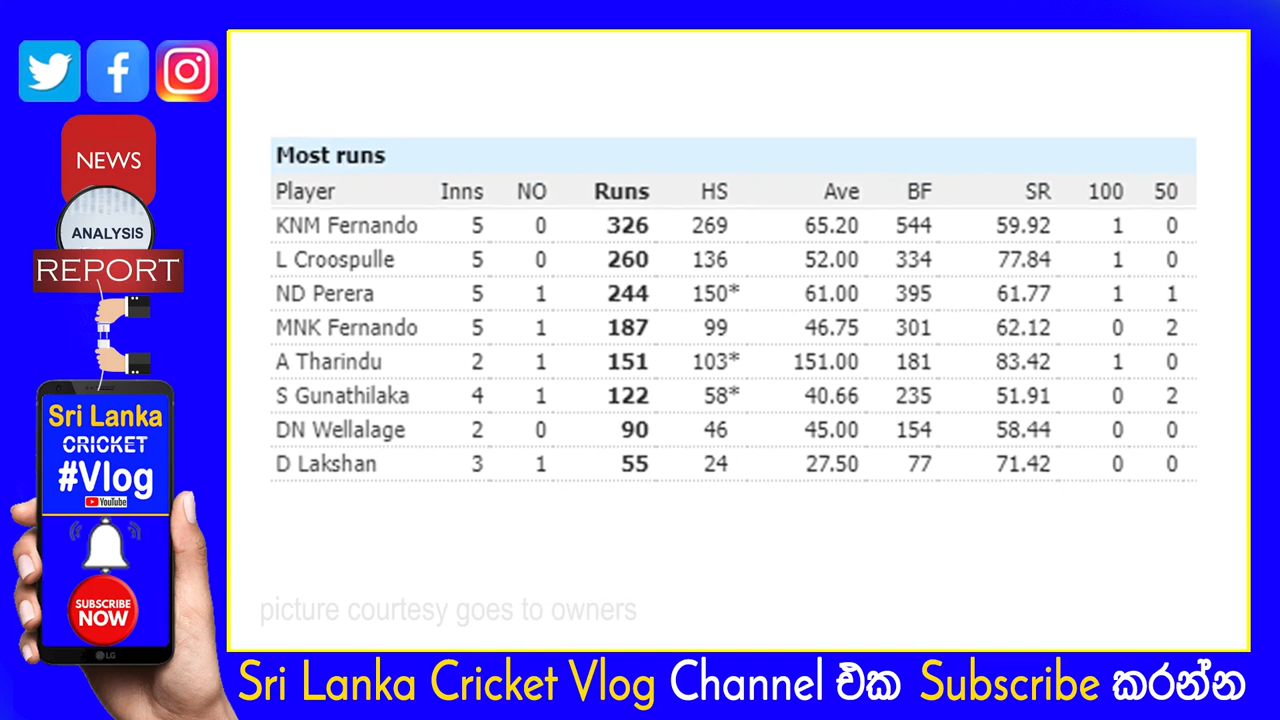 NEWS
ANALYSIS
REPORT
Sri Lanka
CRICKET
#Vlog
YouTube
SUBSCRIBE
NOW
LG
Most runs
Player Inns NO Runs HS Ave BF SR 100 50
KNM Fernando 5 0 326 269 65.20 544 59.92 1 0
L Croospulle 5 0 260 136 52.00 334 77.84 1 0
ND Perera 5 1 244 150* 61.00 395 61.77 1 1
MNK Fernando 5 1 187 99 46.75 301 62.12 0 2
A Tharindu 2 1 151 103* 151.00 181 83.42 1 0
S Gunathilaka 4 1 122 58* 40.66 235 51.91 0 2
DN Wellalage 2 0 90 46 45.00 154 58.44 0 0
D Lakshan 3 1 55 24 27.50 77 71.42 0 0
picture courtesy goes to owners
Sri Lanka Cricket Vlog Channel එක Subscribe කරන්න